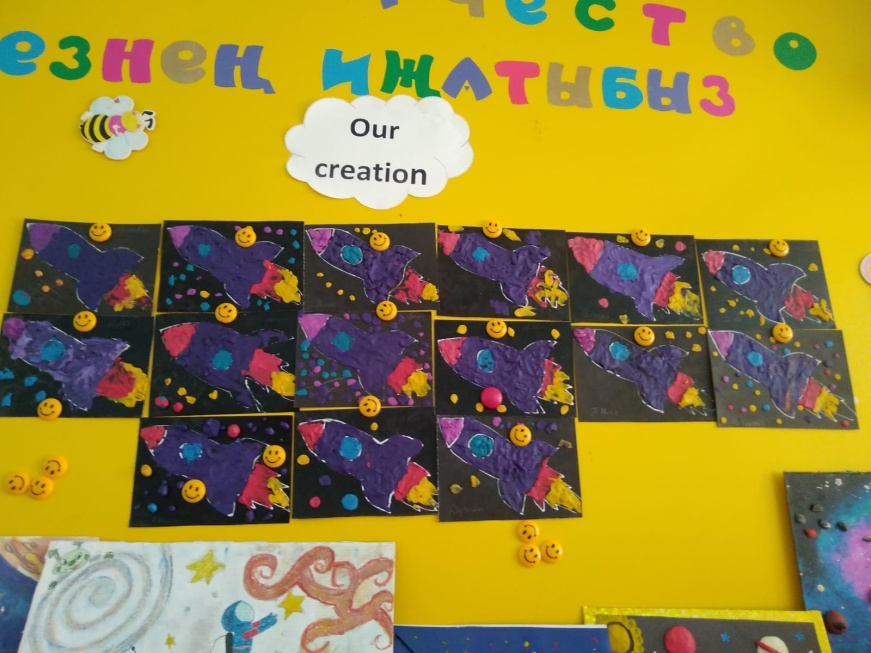 чество
езнең иҗатыбыз
Our
creation